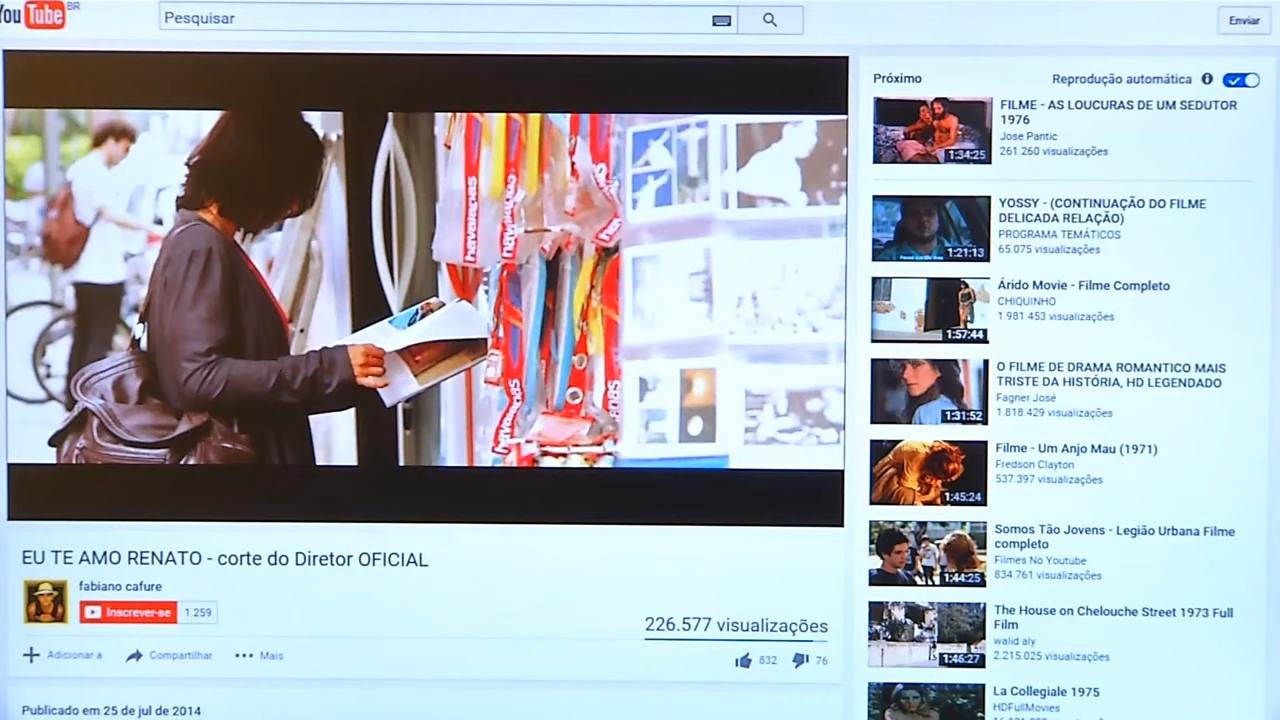 You Tube BR
Pesquisar
Enviar
havaianas
havaianas
havaianas
EU TE AMO RENATO - corte do Diretor OFICIAL
fabiano cafure
Inscrever-se 1.259
226.577 visualizações
Adicionar a Compartilhar Mais
832 76
Publicado em 25 de jul de 2014
Próximo
Reprodução automática
FILME - AS LOUCURAS DE UM SEDUTOR
1976
Jose Pantic
261.260 visualizações
1:34:25
YOSSY - (CONTINUAÇÃO DO FILME
DELICADA RELAÇÃO)
PROGRAMA TEMÁTICOS
65.075 visualizações
1:21:13
Árido Movie - Filme Completo
CHIQUINHO
1.981.453 visualizações
1:57:44
O FILME DE DRAMA ROMANTICO MAIS
TRISTE DA HISTÓRIA, HD LEGENDADO
Fagner José
1.818.429 visualizações
1:31:52
Filme - Um Anjo Mau (1971)
Fredson Clayton
537.397 visualizações
1:45:24
Somos Tão Jovens - Legião Urbana Filme
completo
Filmes No Youtube
834.761 visualizações
1:44:25
The House on Chelouche Street 1973 Full
Film
walid aly
2.215.025 visualizações
1:46:27
La Collegiale 1975
HDFullMovies